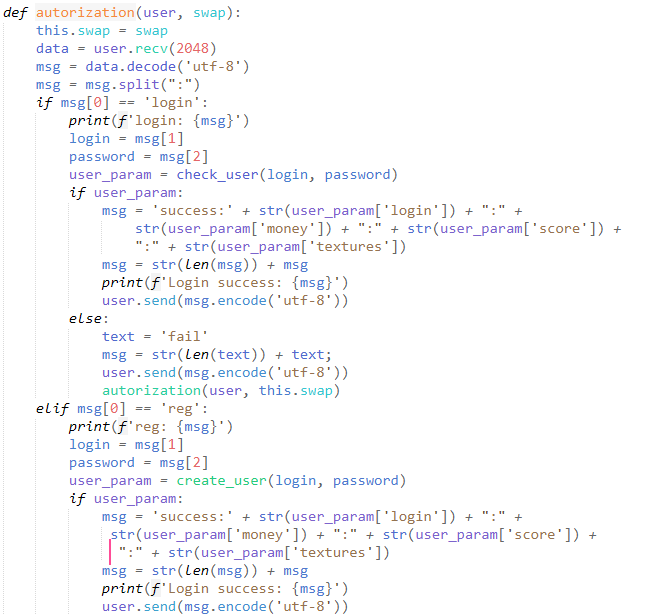 def autorization(user, swap):
    this.swap = swap
    data = user.recv(2048)
    msg = data.decode('utf-8')
    msg = msg.split(":")
    if msg[0] == 'login':
        print(f'login: {msg}')
        login = msg[1]
        password = msg[2]
        user_param = check_user(login, password)
        if user_param:
            msg = 'success:' + str(user_param['login']) + ":" +
                str(user_param['money']) + ":" + str(user_param['score']) +
                ":" + str(user_param['textures'])
            msg = str(len(msg)) + msg
            print(f'Login success: {msg}')
            user.send(msg.encode('utf-8'))
        else:
            text = 'fail'
            msg = str(len(text)) + text;
            user.send(msg.encode('utf-8'))
            autorization(user, this.swap)
    elif msg[0] == 'reg':
        print(f'reg: {msg}')
        login = msg[1]
        password = msg[2]
        user_param = create_user(login, password)
        if user_param:
            msg = 'success:' + str(user_param['login']) + ":" +
             str(user_param['money']) + ":" + str(user_param['score']) +
              ":" + str(user_param['textures'])
            msg = str(len(msg)) + msg
            print(f'Login success: {msg}')
            user.send(msg.encode('utf-8'))